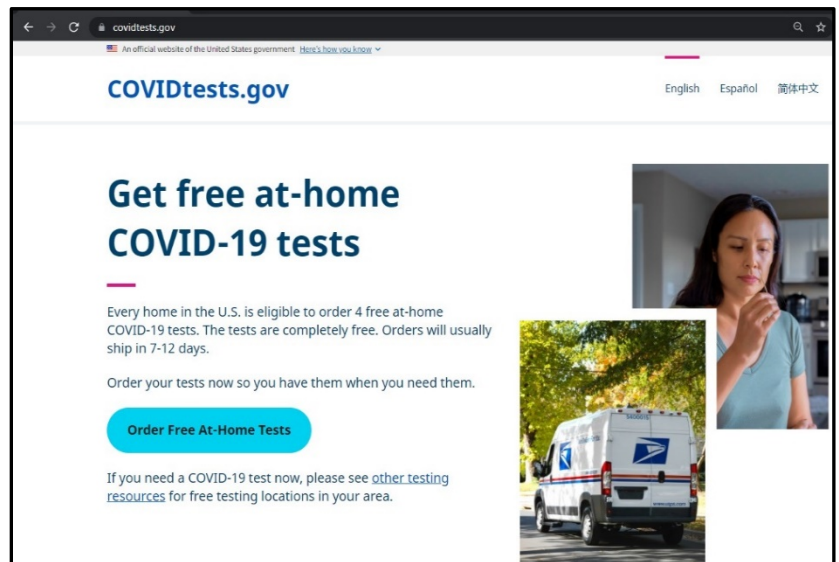 covidtests.gov
An official website of the United States government Here's how you know
COVIDtests.gov
English Español 简体中文
Get free at-home
COVID-19 tests
Every home in the U.S. is eligible to order 4 free at-home
COVID-19 tests. The tests are completely free. Orders will usually
ship in 7-12 days.
Order your tests now so you have them when you need them.
Order Free At-Home Tests
If you need a COVID-19 test now, please see other testing
resources for free testing locations in your area.